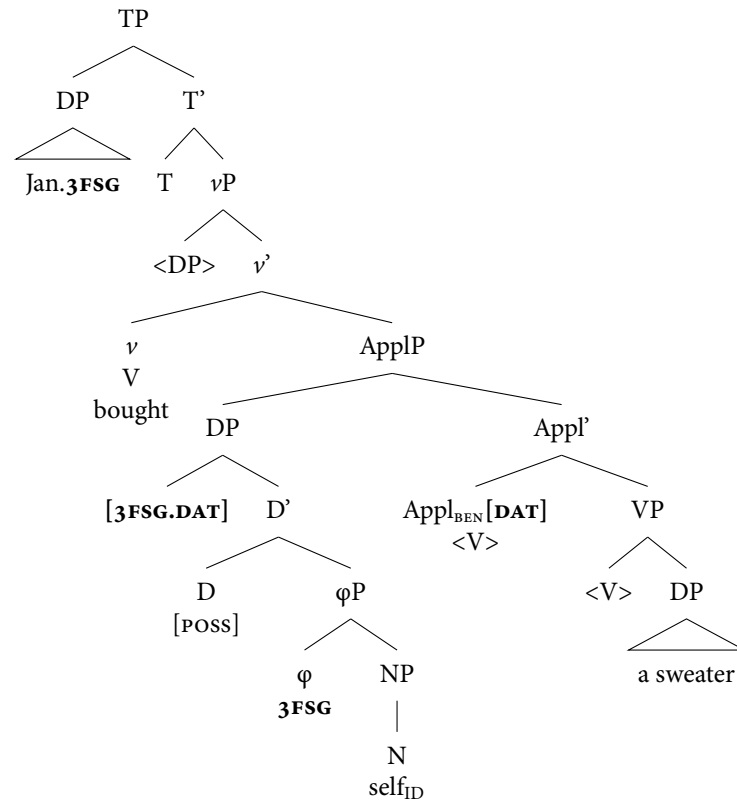 TP
DP T’
Jan.3FSG T vP
<DP> v’
v ApplP
V
bought
DP Appl’
[3FSG.DAT] D’ ApplBEN[DAT] VP
<V>
D φP <V> DP
[POSS]
φ NP a sweater
3FSG
N
selfID